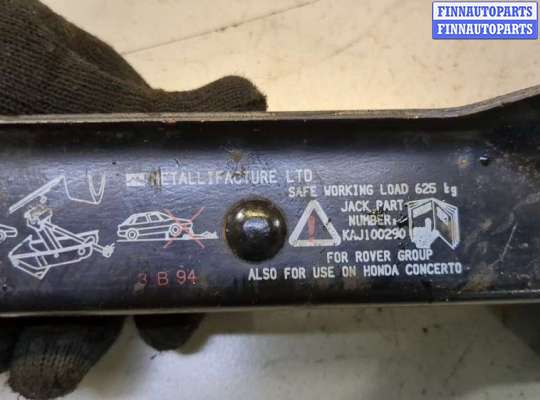 FINNAUTOPARTS
FINNAUTOPARTS
METALLIFACTURE LTD
SAFE WORKING LOAD 625 kg
JACK PART
NUMBER:-
KAJ100290
FOR ROVER GROUP
ALSO FOR USE ON HONDA CONCERTO
3 B 94